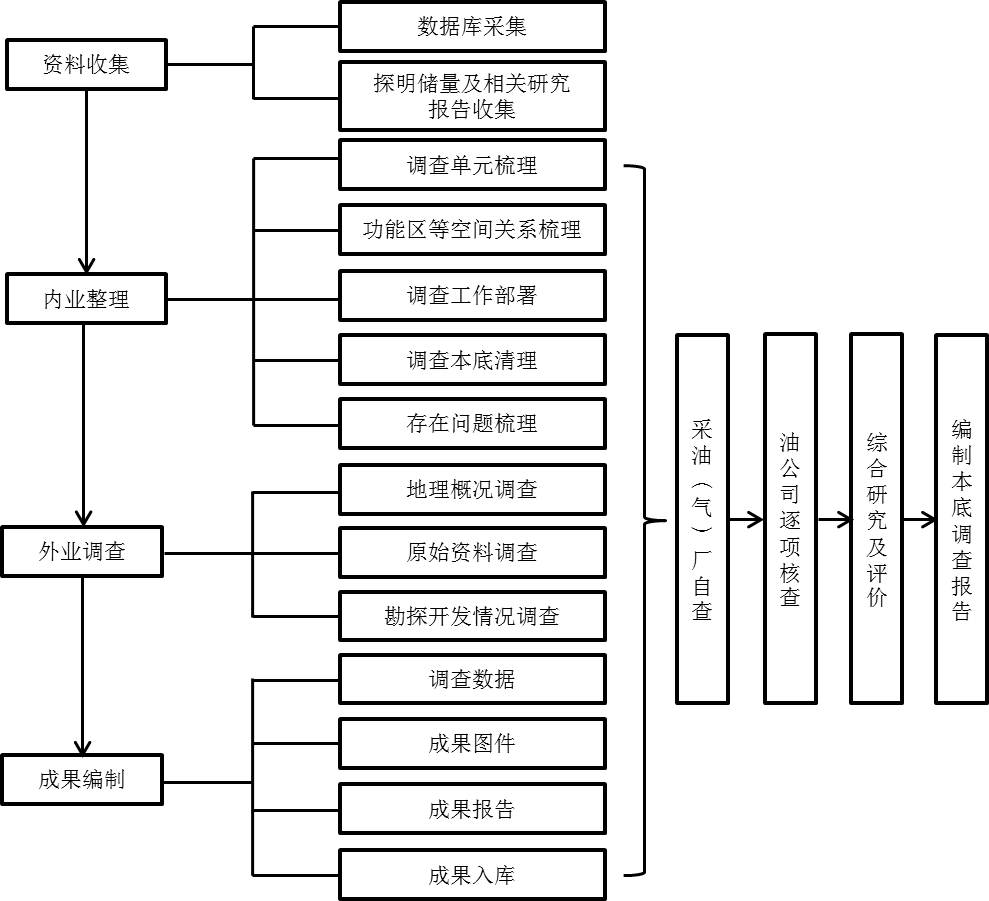 资料收集
数据库采集
探明储量及相关研究
报告收集
内业整理
调查单元梳理
功能区等空间关系梳理
调查工作部署
调查本底清理
存在问题梳理
外业调查
地理概况调查
原始资料调查
勘探开发情况调查
成果编制
调查数据
成果图件
成果报告
成果入库
采油（气）厂自查
油公司逐项核查
综合研究及评价
编制本底调查报告